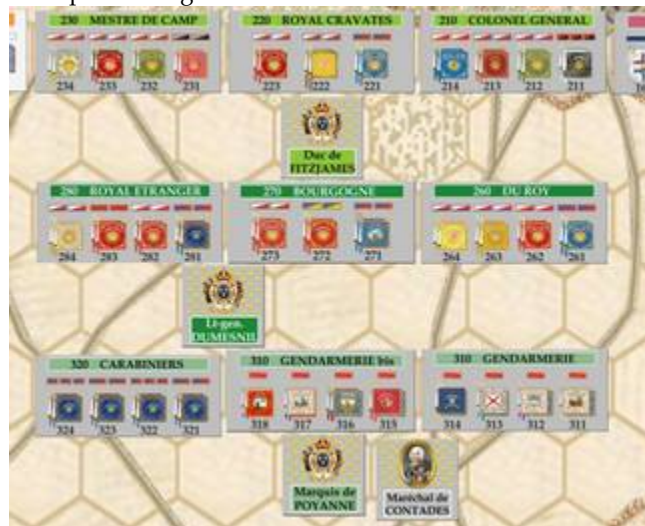 230 MESTRE DE CAMP
220 ROYAL CRAVATES
210 COLONEL GENERAL
234 233 232 231
223 222 221
214 213 212 211
Duc de
FITZJAMES
280 ROYAL ETRANGER
270 BOURGOGNE
260 DU ROY
284 283 282 281
273 272 271
264 263 262 261
Lt-gen.
DUMESNIL
320 CARABINIERS
310 GENDARMERIE bis
310 GENDARMERIE
324 323 322 321
318 317 316 315
314 313 312 311
Marquis de
POYANNE
Maréchal de
CONTADES